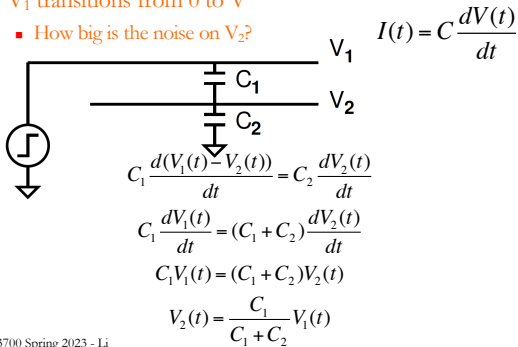 V₁ transitions from 0 to V
▪ How big is the noise on V₂?
I(t) = C dV(t)/dt
V₁
C₁
V₂
C₂
C₁ d(V₁(t)−V₂(t))/dt = C₂ dV₂(t)/dt
C₁ dV₁(t)/dt = (C₁ + C₂) dV₂(t)/dt
C₁V₁(t) = (C₁ + C₂)V₂(t)
V₂(t) = C₁/(C₁ + C₂) V₁(t)
3700 Spring 2023 - Li